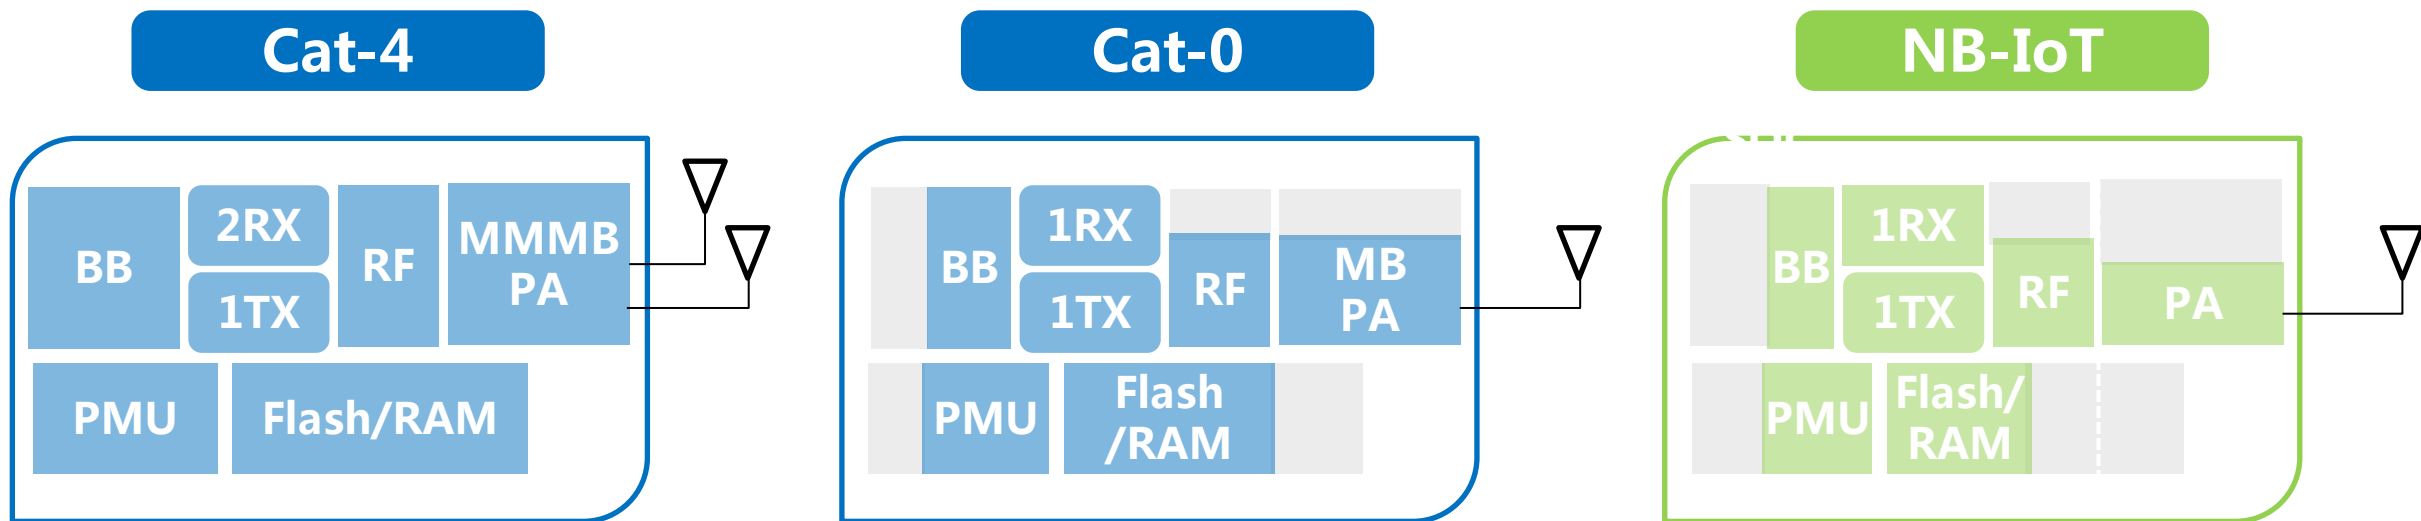 Cat-4
Cat-0
NB-IoT
BB
2RX
1TX
RF
MMMB
PA
PMU
Flash/RAM
BB
1RX
1TX
RF
MB
PA
PMU
Flash
/RAM
BB
1RX
1TX
RF
PA
PMU
Flash/
RAM